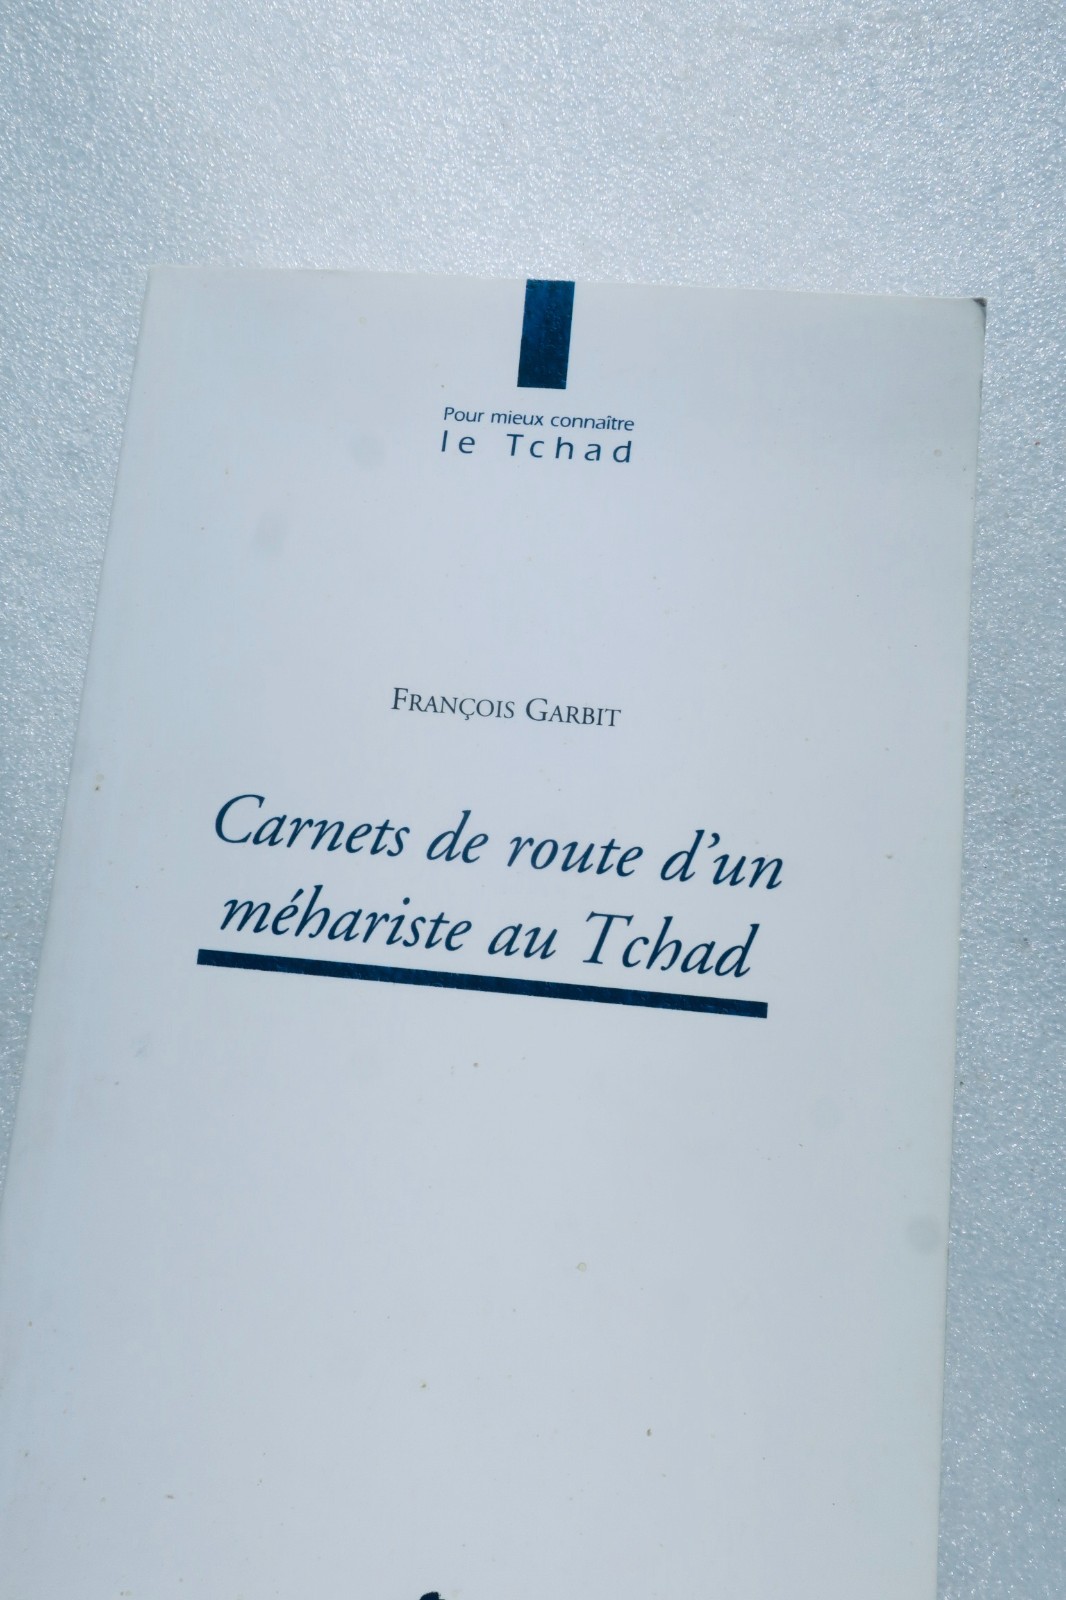 Pour mieux connaître
le Tchad
FRANÇOIS GARBIT
Carnets de route d'un
méhariste au Tchad